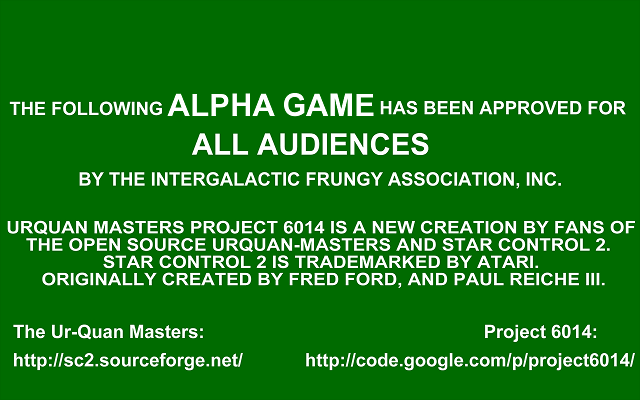 THE FOLLOWING ALPHA GAME HAS BEEN APPROVED FOR
ALL AUDIENCES
BY THE INTERGALACTIC FRUNGY ASSOCIATION, INC.
URQUAN MASTERS PROJECT 6014 IS A NEW CREATION BY FANS OF
THE OPEN SOURCE URQUAN-MASTERS AND STAR CONTROL 2.
STAR CONTROL 2 IS TRADEMARKED BY ATARI.
ORIGINALLY CREATED BY FRED FORD, AND PAUL REICHE III.
The Ur-Quan Masters: Project 6014:
http://sc2.sourceforge.net/ http://code.google.com/p/project6014/